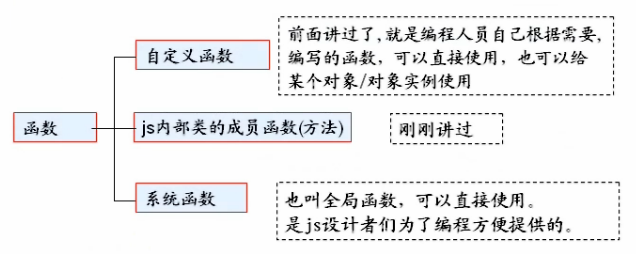 自定义函数
前面讲过了,就是编程人员自己根据需要,
编写的函数，可以直接使用，也可以给
某个对象/对象实例使用
函数
js内部类的成员函数(方法)
刚刚讲过
系统函数
也叫全局函数，可以直接使用。
是js设计者们为了编程方便提供的。